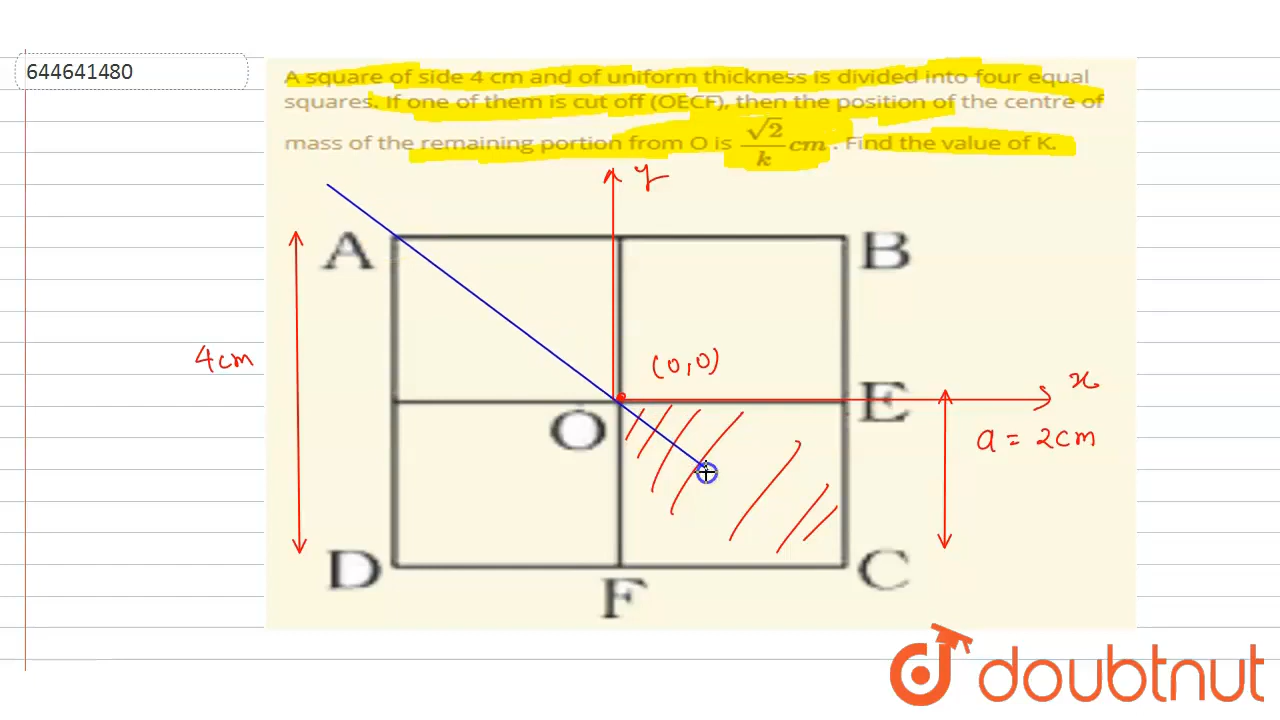 644641480
A square of side 4 cm and of uniform thickness is divided into four equal
squares. If one of them is cut off (OECF), then the position of the centre of
mass of the remaining portion from O is √2/k cm . Find the value of K.
y
A
B
4cm
(0,0)
x
O
E
a = 2cm
D
F
C
doubtnut